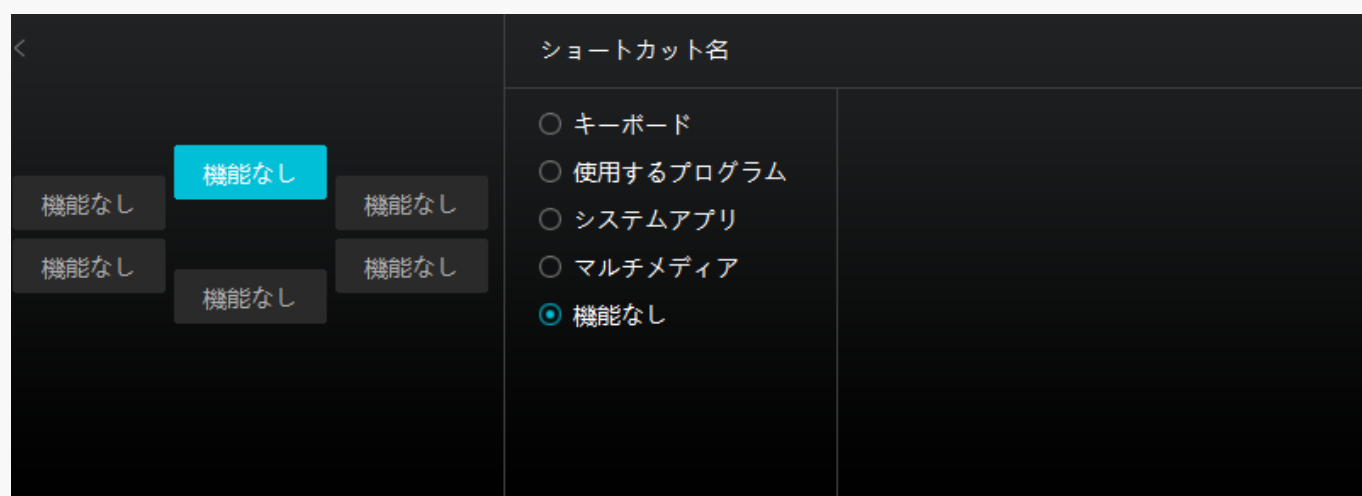 <
機能なし
機能なし
機能なし
機能なし
機能なし
機能なし
ショートカット名
キーボード
使用するプログラム
システムアプリ
マルチメディア
機能なし